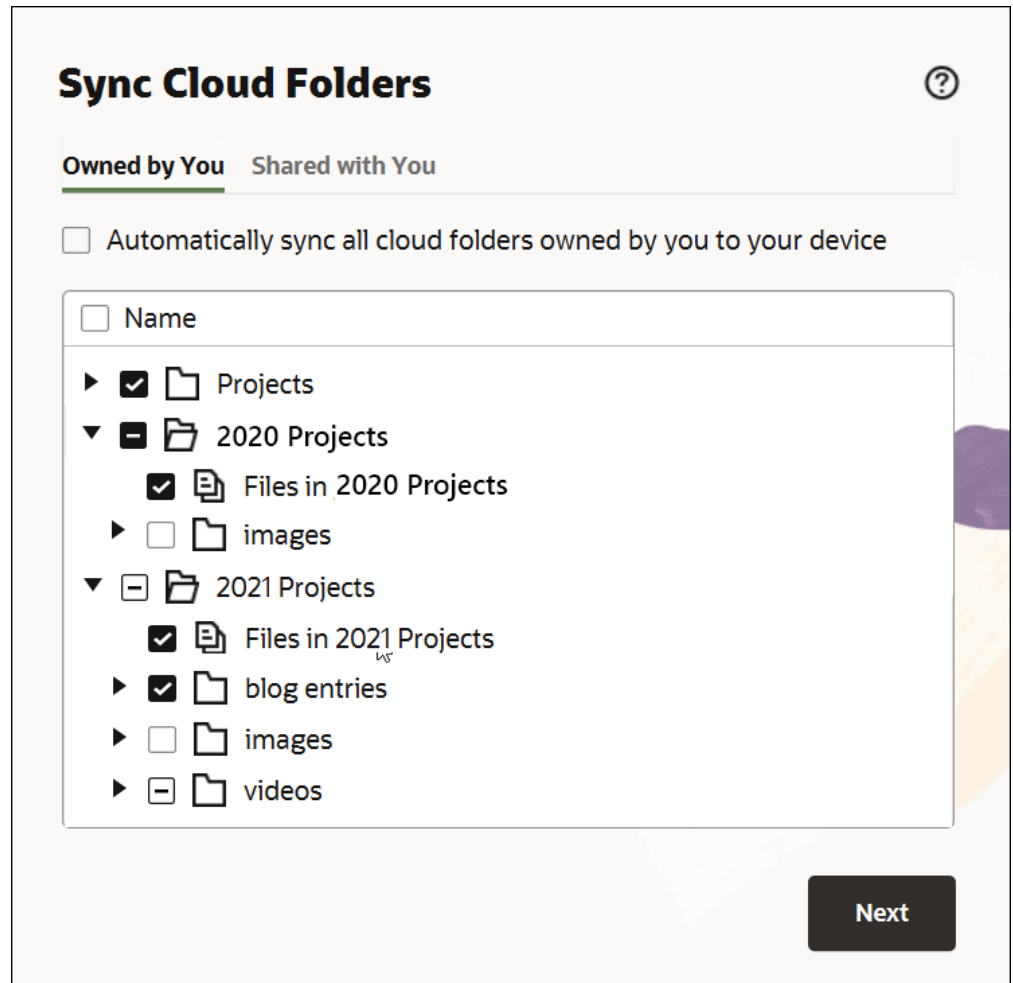 Sync Cloud Folders
Owned by You Shared with You
Automatically sync all cloud folders owned by you to your device
Name
Projects
2020 Projects
Files in 2020 Projects
images
2021 Projects
Files in 2021 Projects
blog entries
images
videos
Next